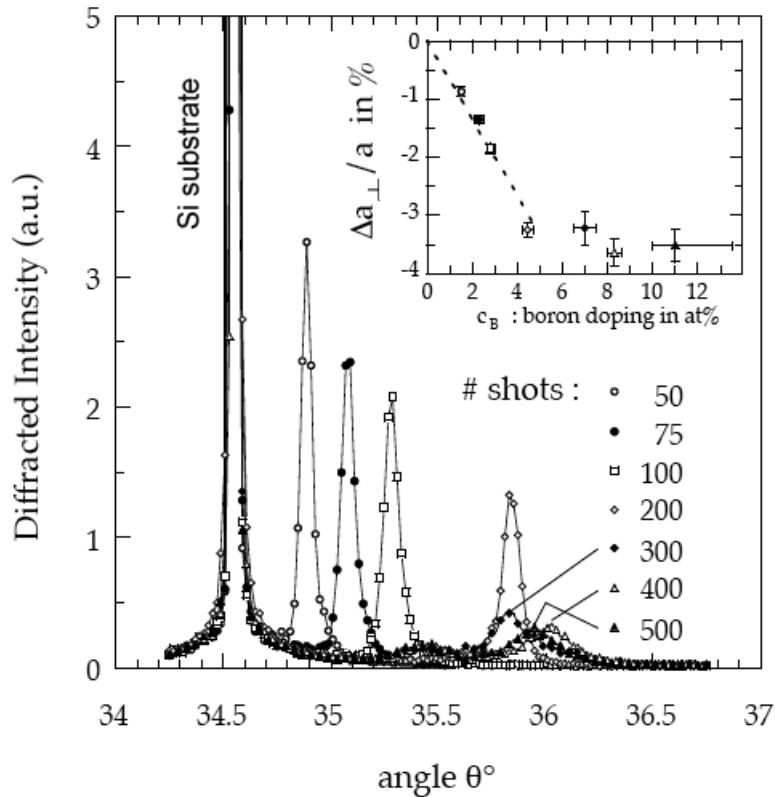 5
4
3
2
1
0
Diffracted Intensity (a.u.)
Si substrate
0
-1
-2
-3
-4
Δa⊥/a in %
0 2 4 6 8 10 12
c_B : boron doping in at%
# shots :
50
75
100
200
300
400
500
34 34.5 35 35.5 36 36.5 37
angle θ°